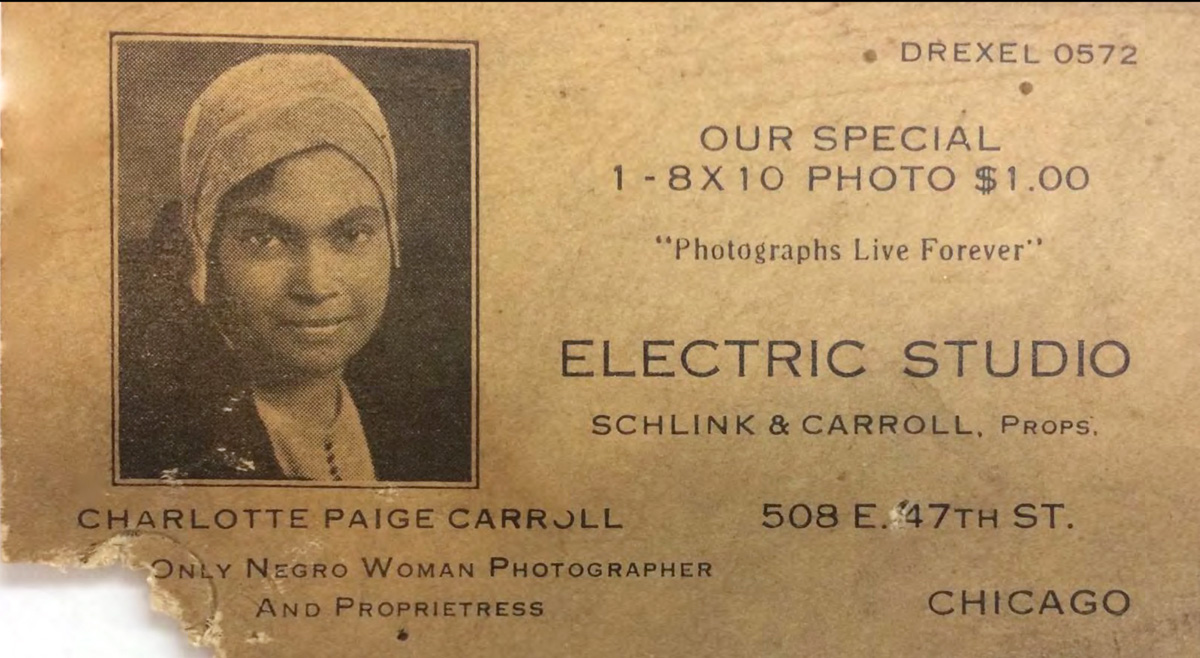 DREXEL 0572
OUR SPECIAL
1 - 8X10 PHOTO $1.00
“Photographs Live Forever”
ELECTRIC STUDIO
SCHLINK & CARROLL, PROPS.
508 E. 47TH ST.
CHICAGO
CHARLOTTE PAIGE CARROLL
ONLY NEGRO WOMAN PHOTOGRAPHER
AND PROPRIETRESS